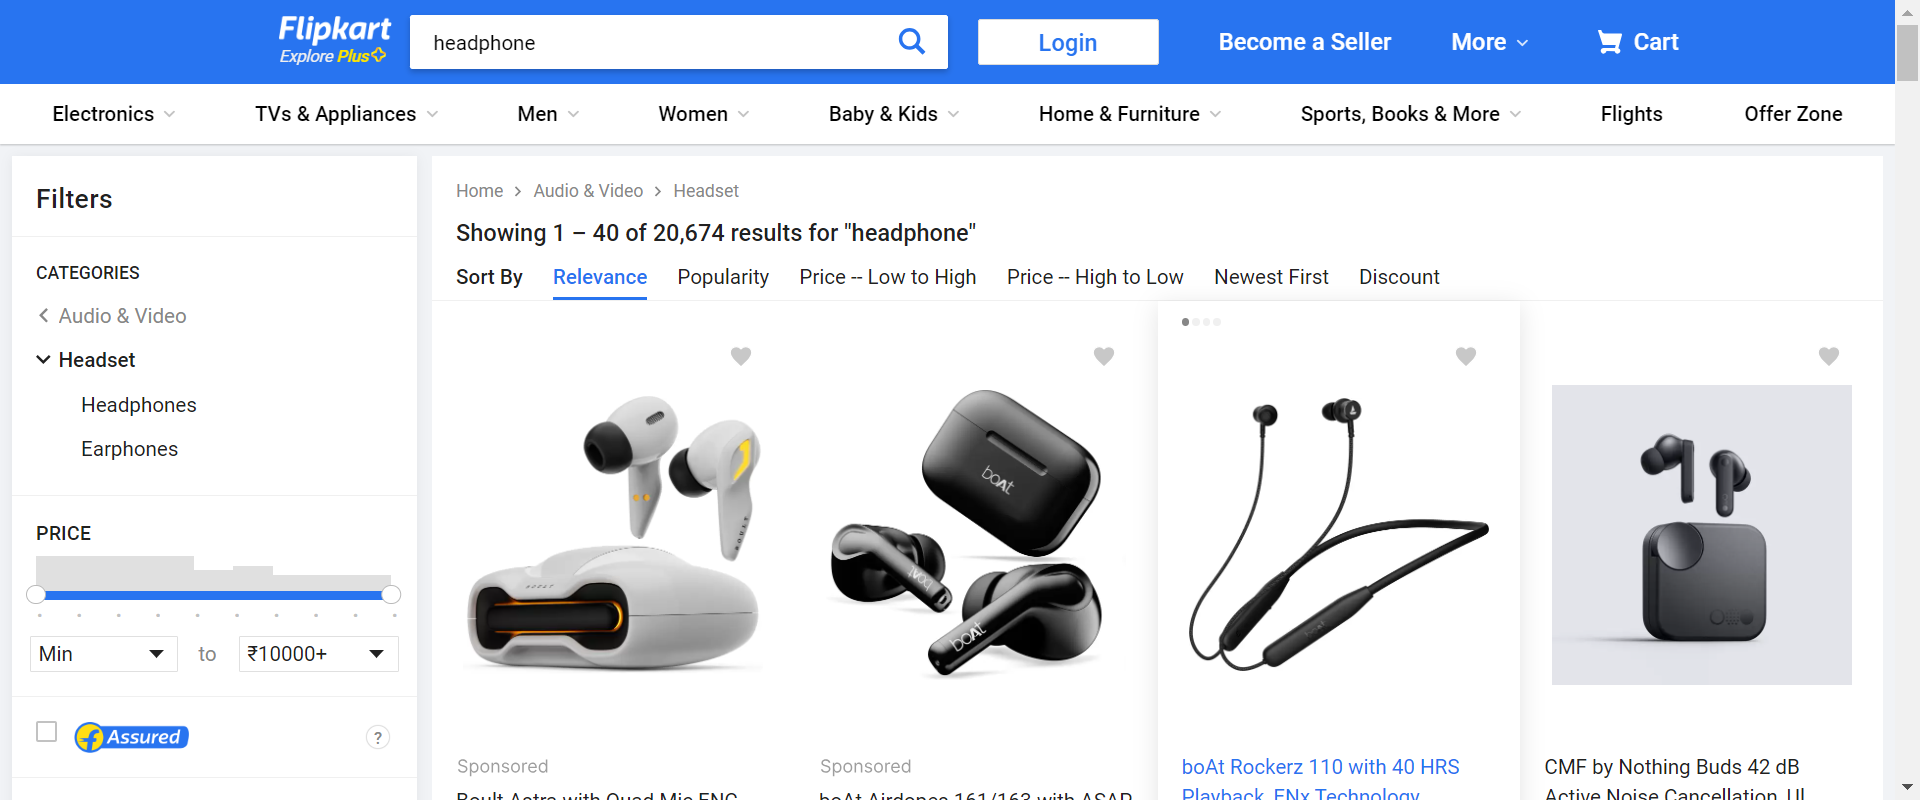 Flipkart
Explore Plus
headphone
Login
Become a Seller
More
Cart
Electronics
TVs & Appliances
Men
Women
Baby & Kids
Home & Furniture
Sports, Books & More
Flights
Offer Zone
Filters
CATEGORIES
Audio & Video
Headset
Headphones
Earphones
PRICE
Min
to
₹10000+
Assured
?
Home
Audio & Video
Headset
Showing 1 – 40 of 20,674 results for "headphone"
Sort By
Relevance
Popularity
Price -- Low to High
Price -- High to Low
Newest First
Discount
boAt
boAt
boAt
Sponsored
Boult Astra with Quad Mic ENC,
Sponsored
boAt Airdopes 161/163 with ASAP
boAt Rockerz 110 with 40 HRS
Playback, ENx Technology,
CMF by Nothing Buds 42 dB
Active Noise Cancellation, Ul